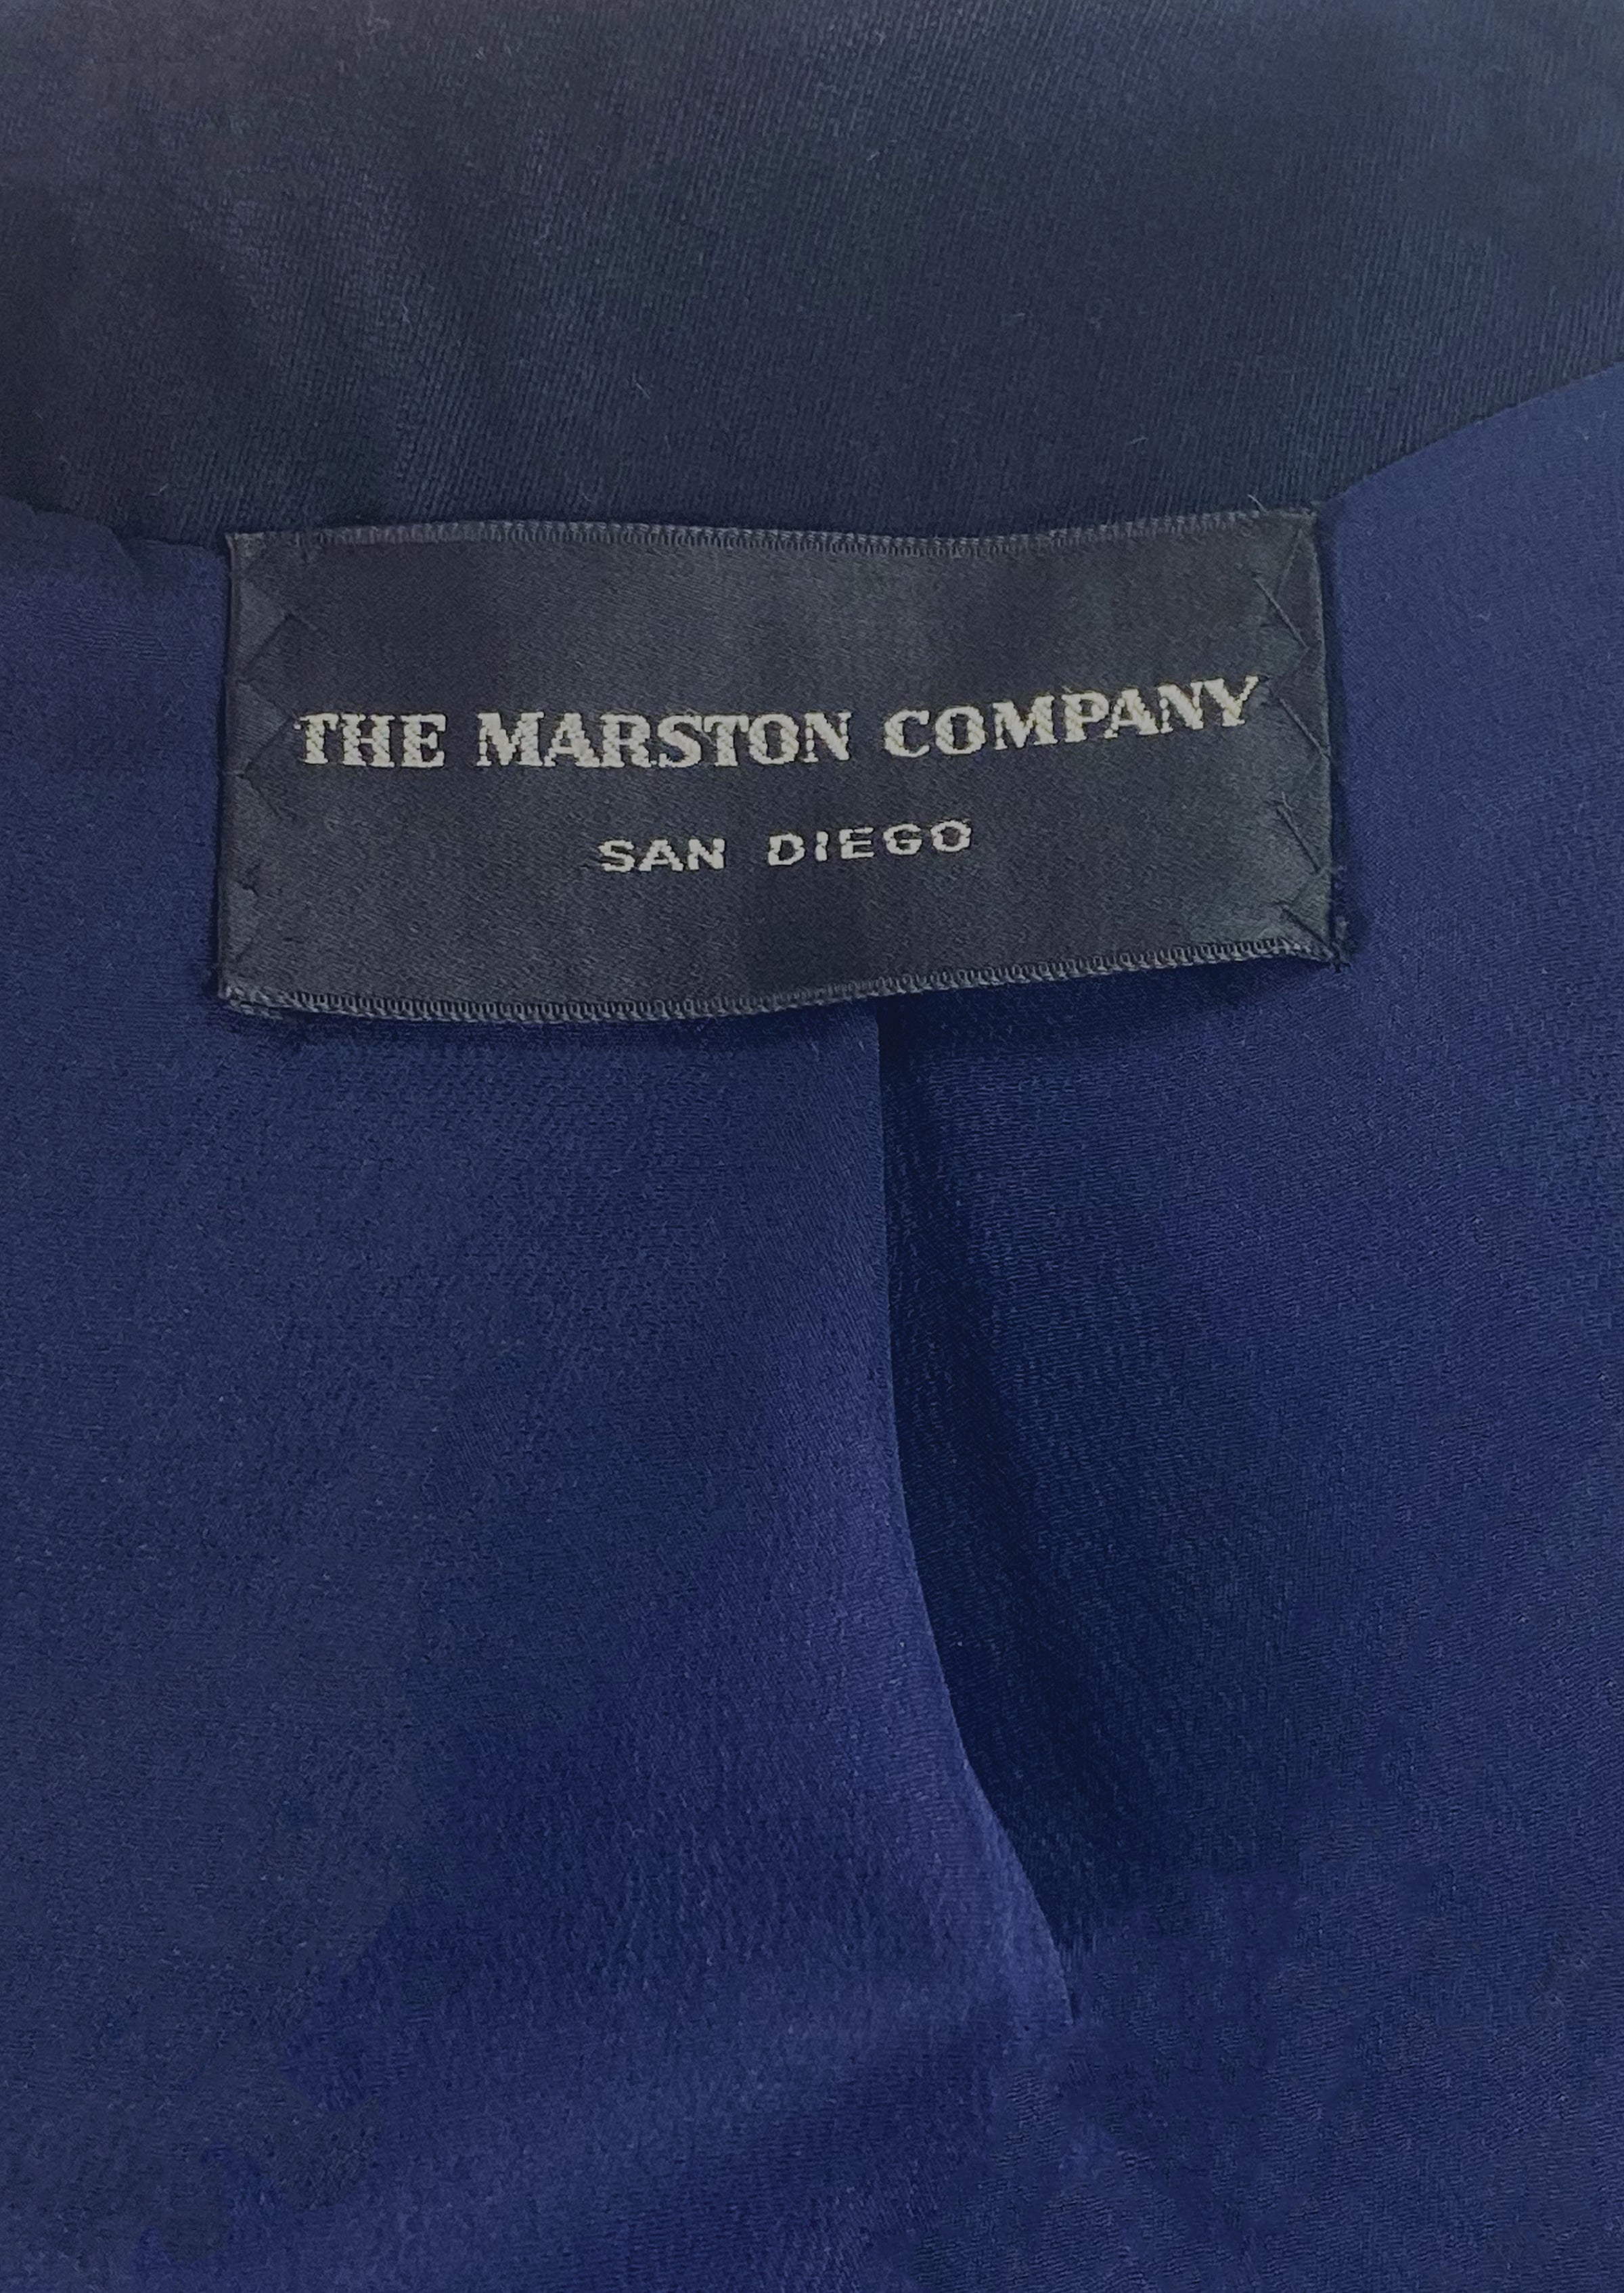 THE MARSTON COMPANY
SAN DIEGO